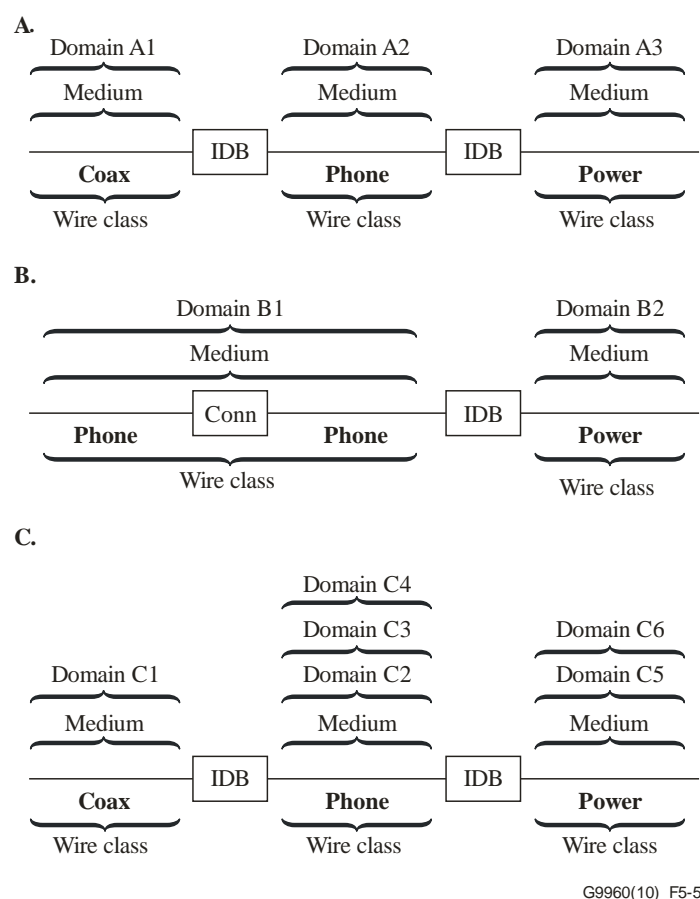 A.
Domain A1 Domain A2 Domain A3
Medium Medium Medium
IDB IDB
Coax Phone Power
Wire class Wire class Wire class
B.
Domain B1 Domain B2
Medium Medium
Conn IDB
Phone Phone Power
Wire class Wire class
C.
Domain C4
Domain C3 Domain C6
Domain C1 Domain C2 Domain C5
Medium Medium Medium
IDB IDB
Coax Phone Power
Wire class Wire class Wire class
G9960(10)_F5-5